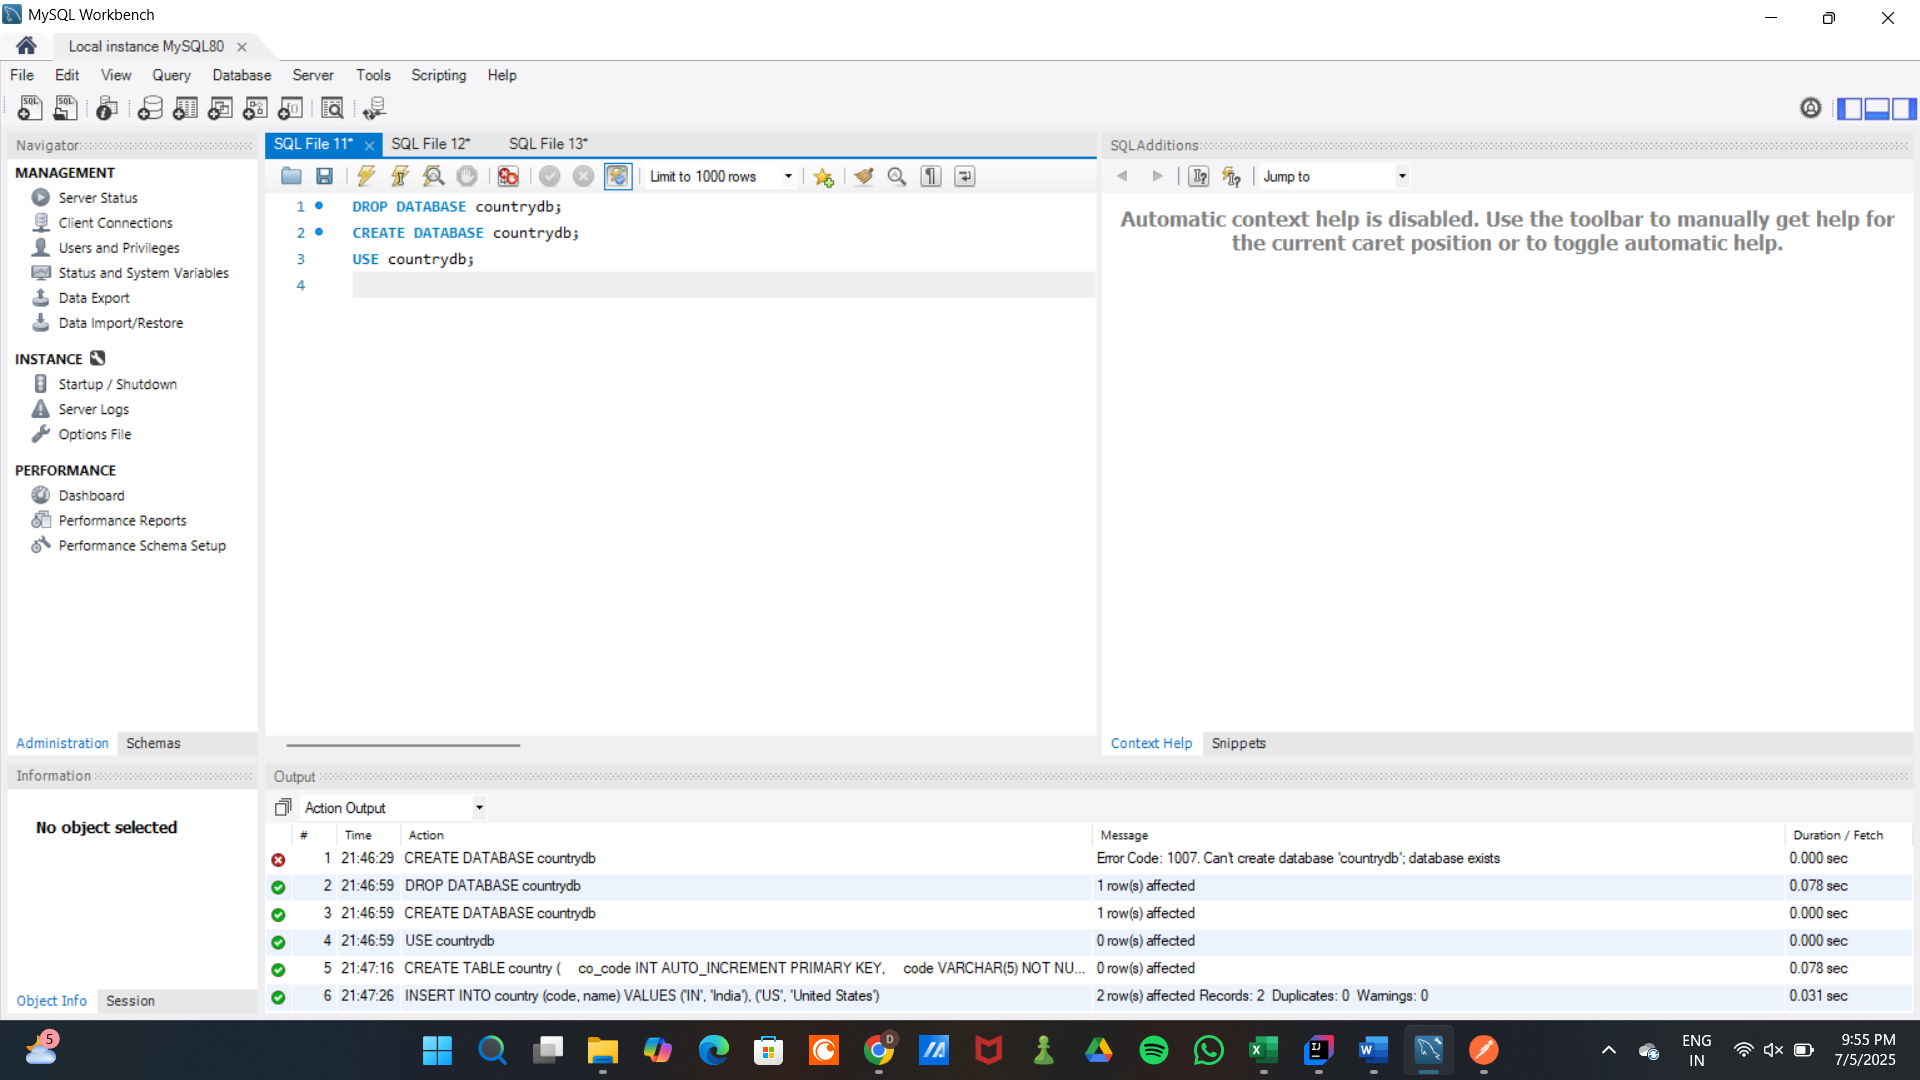 MySQL Workbench
Local instance MySQL80
File Edit View Query Database Server Tools Scripting Help
Navigator
MANAGEMENT
Server Status
Client Connections
Users and Privileges
Status and System Variables
Data Export
Data Import/Restore
INSTANCE
Startup / Shutdown
Server Logs
Options File
PERFORMANCE
Dashboard
Performance Reports
Performance Schema Setup
Administration Schemas
Information
No object selected
Object Info Session
SQL File 11* SQL File 12* SQL File 13*
Limit to 1000 rows
1 DROP DATABASE countrydb;
2 CREATE DATABASE countrydb;
3 USE countrydb;
4
SQLAdditions
Jump to
Automatic context help is disabled. Use the toolbar to manually get help for
the current caret position or to toggle automatic help.
Context Help Snippets
Output
Action Output
# Time Action Message Duration / Fetch
1 21:46:29 CREATE DATABASE countrydb Error Code: 1007. Can't create database 'countrydb'; database exists 0.000 sec
2 21:46:59 DROP DATABASE countrydb 1 row(s) affected 0.078 sec
3 21:46:59 CREATE DATABASE countrydb 1 row(s) affected 0.000 sec
4 21:46:59 USE countrydb 0 row(s) affected 0.000 sec
5 21:47:16 CREATE TABLE country ( co_code INT AUTO_INCREMENT PRIMARY KEY, code VARCHAR(5) NOT NU... 0 row(s) affected 0.078 sec
6 21:47:26 INSERT INTO country (code, name) VALUES ('IN', 'India'), ('US', 'United States') 2 row(s) affected Records: 2 Duplicates: 0 Warnings: 0 0.031 sec
5
D
IJ
ENG
IN
9:55 PM
7/5/2025